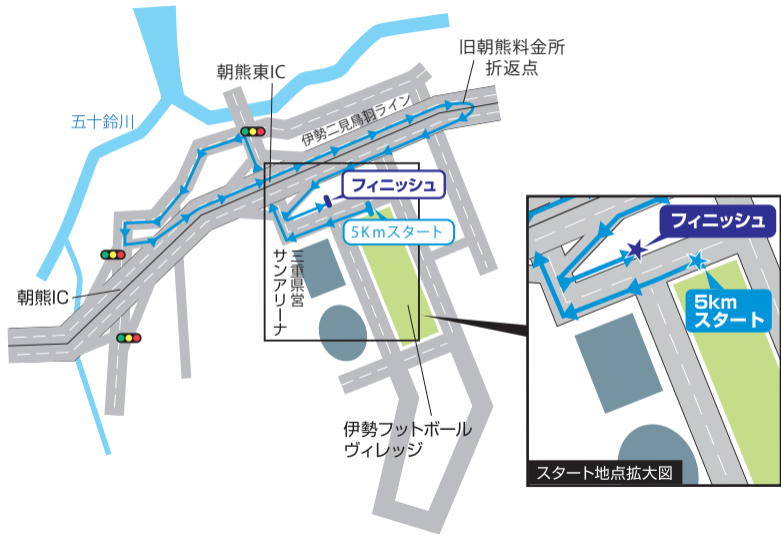 旧朝熊料金所
折返点
朝熊東IC
五十鈴川
伊勢二見鳥羽ライン
フィニッシュ
5Kmスタート
三重県営
サンアリーナ
朝熊IC
伊勢フットボール
ヴィレッジ
フィニッシュ
5km
スタート
スタート地点拡大図